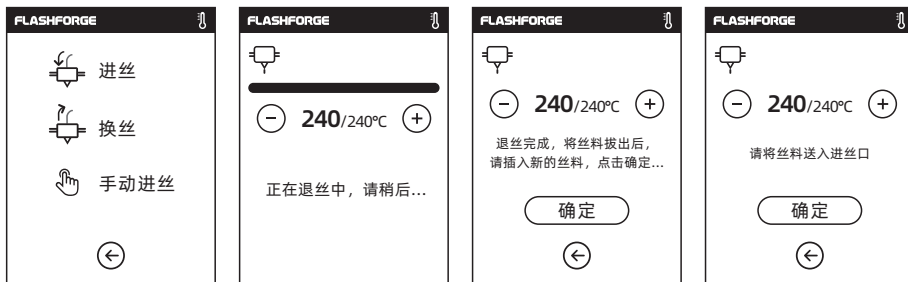 FLASHFORGE
进丝
换丝
手动进丝
FLASHFORGE
240/240℃
正在退丝中，请稍后...
FLASHFORGE
240/240℃
退丝完成，将丝料拔出后，
请插入新的丝料，点击确定...
确定
FLASHFORGE
240/240℃
请将丝料送入进丝口
确定